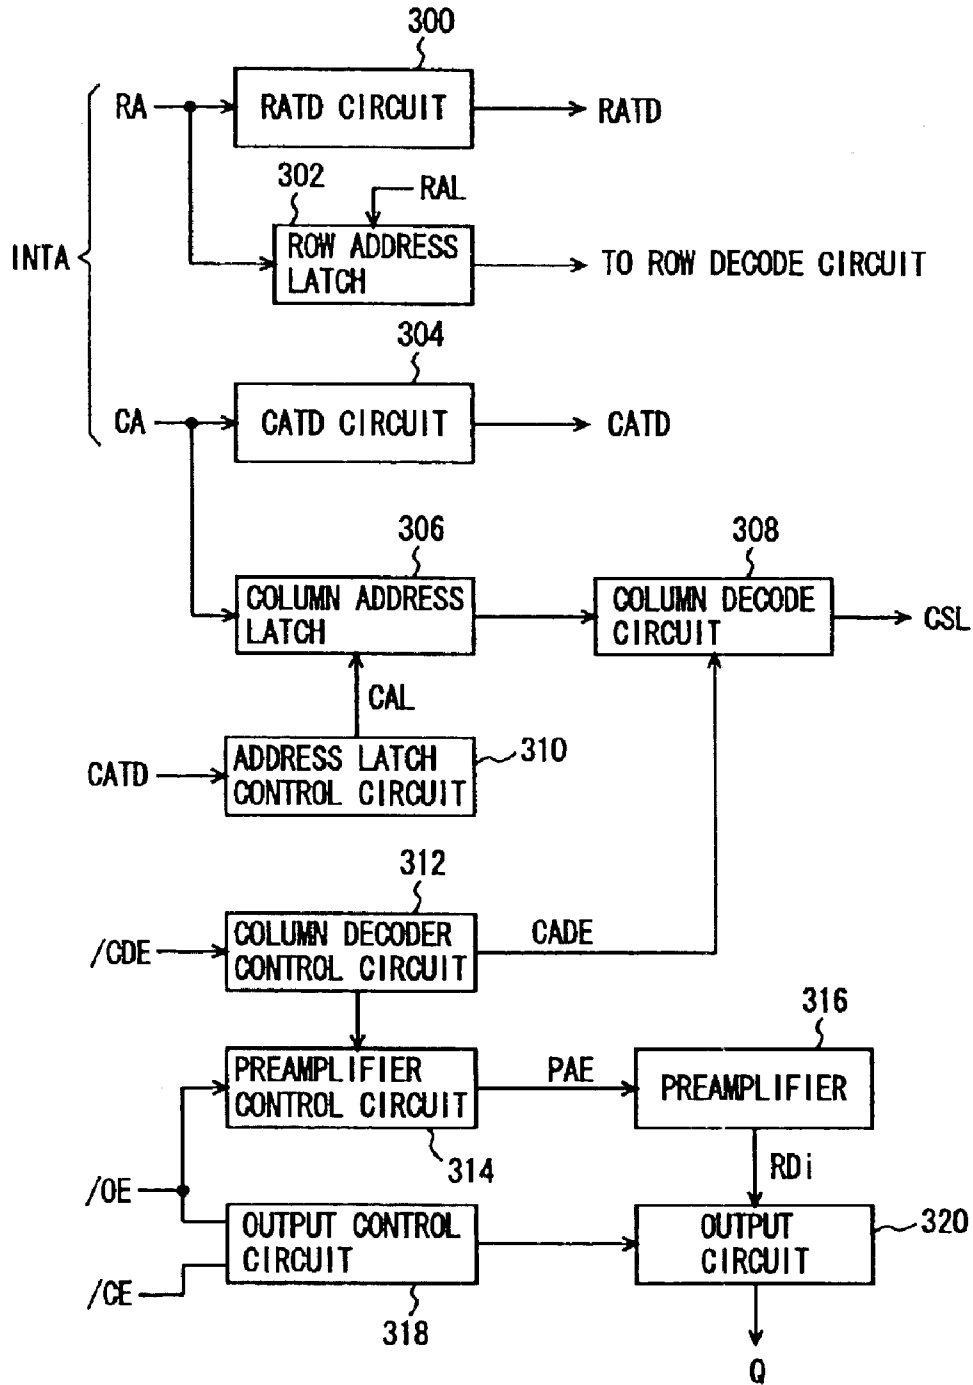 300
RA
RATD CIRCUIT
RATD
302
RAL
INTA
ROW ADDRESS
LATCH
TO ROW DECODE CIRCUIT
304
CA
CATD CIRCUIT
CATD
306
308
COLUMN ADDRESS
LATCH
COLUMN DECODE
CIRCUIT
CSL
CAL
310
CATD
ADDRESS LATCH
CONTROL CIRCUIT
312
/CDE
COLUMN DECODER
CONTROL CIRCUIT
CADE
316
PREAMPLIFIER
CONTROL CIRCUIT
PAE
PREAMPLIFIER
314
RDi
/OE
OUTPUT CONTROL
CIRCUIT
OUTPUT
CIRCUIT
320
/CE
318
Q